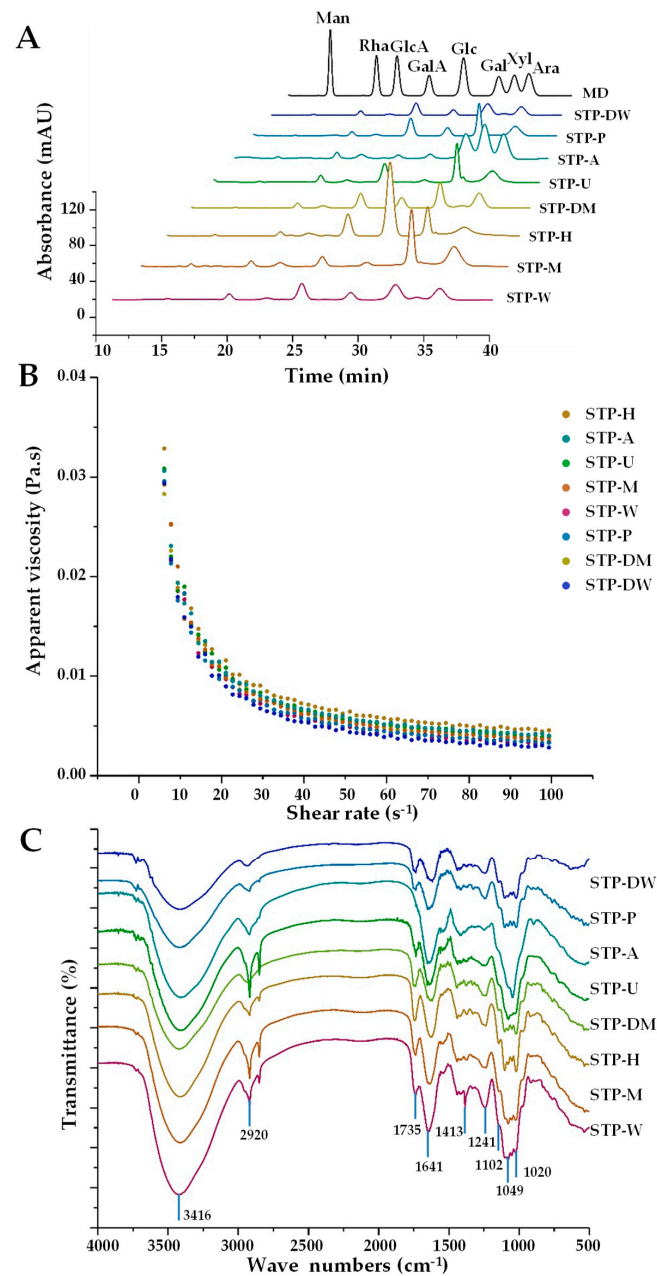 A
Man
Rha
GlcA
GalA
Glc
Gal
Xyl
Ara
MD
STP-DW
STP-P
STP-A
STP-U
STP-DM
STP-H
STP-M
STP-W
Absorbance (mAU)
120
80
40
0
10 15 20 25 30 35 40
Time (min)
B
0.04
0.03
0.02
0.01
0.00
Apparent viscosity (Pa.s)
STP-H
STP-A
STP-U
STP-M
STP-W
STP-P
STP-DM
STP-DW
0 10 20 30 40 50 60 70 80 90 100
Shear rate (s⁻¹)
C
Transmittance (%)
STP-DW
STP-P
STP-A
STP-U
STP-DM
STP-H
STP-M
STP-W
3416
2920
1735
1641
1413
1241
1102
1049
1020
4000 3500 3000 2500 2000 1500 1000 500
Wave numbers (cm⁻¹)